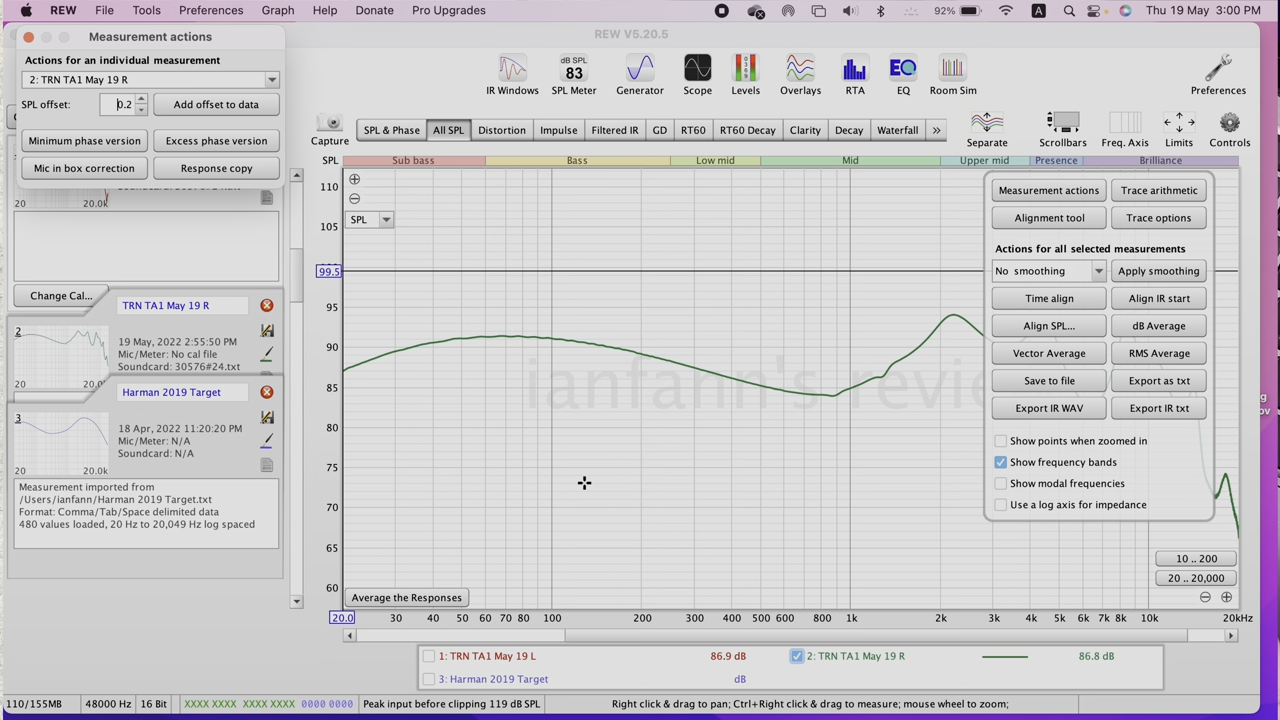 REW File Tools Preferences Graph Help Donate Pro Upgrades 92% A Thu 19 May 3:00 PM
REW V5.20.5
Measurement actions
Actions for an individual measurement
2: TRN TA1 May 19 R
SPL offset: 0.2 Add offset to data
Minimum phase version Excess phase version
Mic in box correction Response copy
20 20.0k
Change Cal...
TRN TA1 May 19 R
2
19 May, 2022 2:55:50 PM
Mic/Meter: No cal file
Soundcard: 30576#24.txt
20 20.0k
Harman 2019 Target
3
18 Apr, 2022 11:20:20 PM
Mic/Meter: N/A
Soundcard: N/A
20 20.0k
Measurement imported from
/Users/ianfann/Harman 2019 Target.txt
Format: Comma/Tab/Space delimited data
480 values loaded, 20 Hz to 20,049 Hz log spaced
IR Windows
dB SPL
83
SPL Meter
Generator
Scope
Levels
Overlays
RTA
EQ
EQ
Room Sim
Preferences
Capture
SPL & Phase All SPL Distortion Impulse Filtered IR GD RT60 RT60 Decay Clarity Decay Waterfall »
Separate Scrollbars Freq. Axis Limits Controls
SPL Sub bass Bass Low mid Mid Upper mid Presence Brilliance
110
105
99.5
95
90
85
80
75
70
65
60
SPL
ianfann's revie
Measurement actions Trace arithmetic
Alignment tool Trace options
Actions for all selected measurements
No smoothing Apply smoothing
Time align Align IR start
Align SPL... dB Average
Vector Average RMS Average
Save to file Export as txt
Export IR WAV Export IR txt
Show points when zoomed in
Show frequency bands
Show modal frequencies
Use a log axis for impedance
10 .. 200
20 .. 20,000
Average the Responses
20.0 30 40 50 60 70 80 100 200 300 400 500 600 800 1k 2k 3k 4k 5k 6k 7k 8k 10k 20kHz
1: TRN TA1 May 19 L 86.9 dB 2: TRN TA1 May 19 R 86.8 dB
3: Harman 2019 Target dB
110/155MB 48000 Hz 16 Bit XXXX XXXX XXXX XXXX 0000 0000 Peak input before clipping 119 dB SPL Right click & drag to pan; Ctrl+Right click & drag to measure; mouse wheel to zoom;